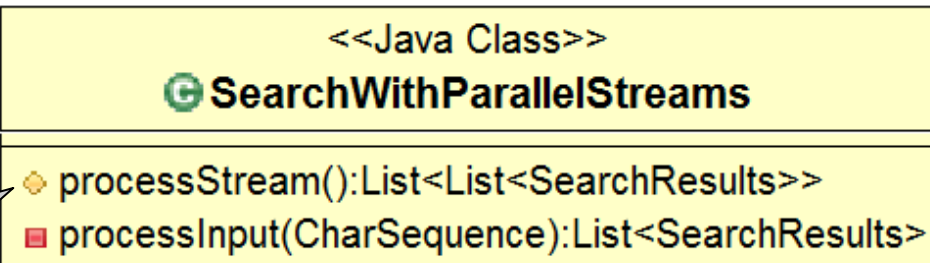 <<Java Class>>
C SearchWithParallelStreams
processStream():List<List<SearchResults>>
processInput(CharSequence):List<SearchResults>